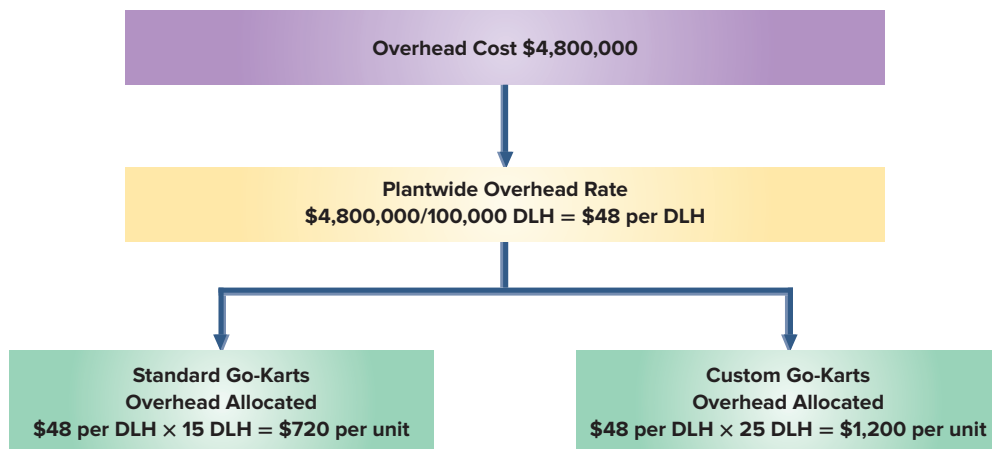 Overhead Cost $4,800,000
Plantwide Overhead Rate
$4,800,000/100,000 DLH = $48 per DLH
Standard Go-Karts
Overhead Allocated
$48 per DLH × 15 DLH = $720 per unit
Custom Go-Karts
Overhead Allocated
$48 per DLH × 25 DLH = $1,200 per unit